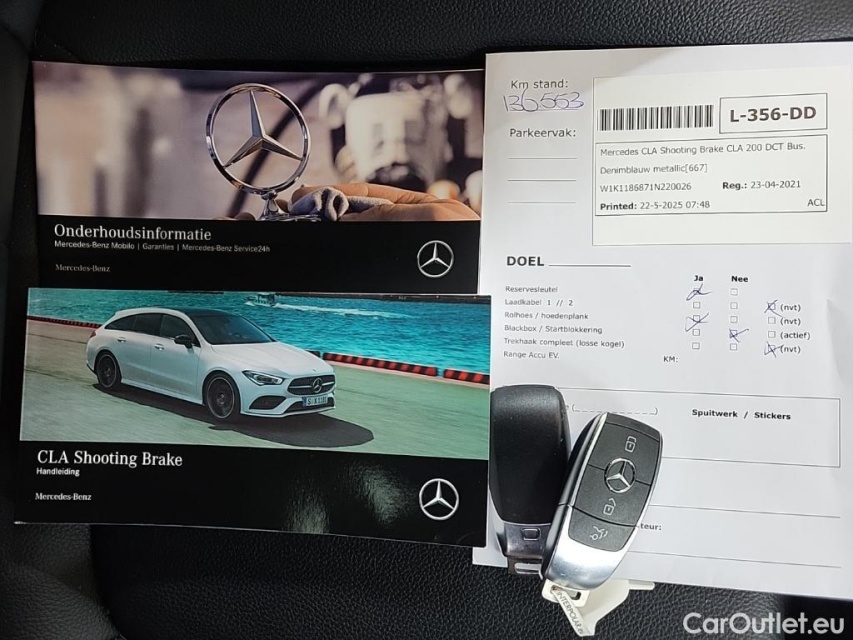 Onderhoudsinformatie
Mercedes-Benz Mobilo | Garanties | Mercedes-Benz Service24h
Mercedes-Benz
CLA Shooting Brake
Handleiding
Mercedes-Benz
Km stand:
136553
Parkeervak:
L-356-DD
Mercedes CLA Shooting Brake CLA 200 DCT Bus.
Denimblauw metallic[667]
W1K1186871N220026 Reg.: 23-04-2021
Printed: 22-5-2025 07:48 ACL
DOEL
Ja Nee
Reservesleutel
Laadkabel 1 // 2 (nvt)
Rolhoes / hoedenplank (nvt)
Blackbox / Startblokkering (actief)
Trekhaak compleet (losse kogel) (nvt)
Range Accu EV. KM:
Spuitwerk / Stickers
teur:
CarOutlet.eu